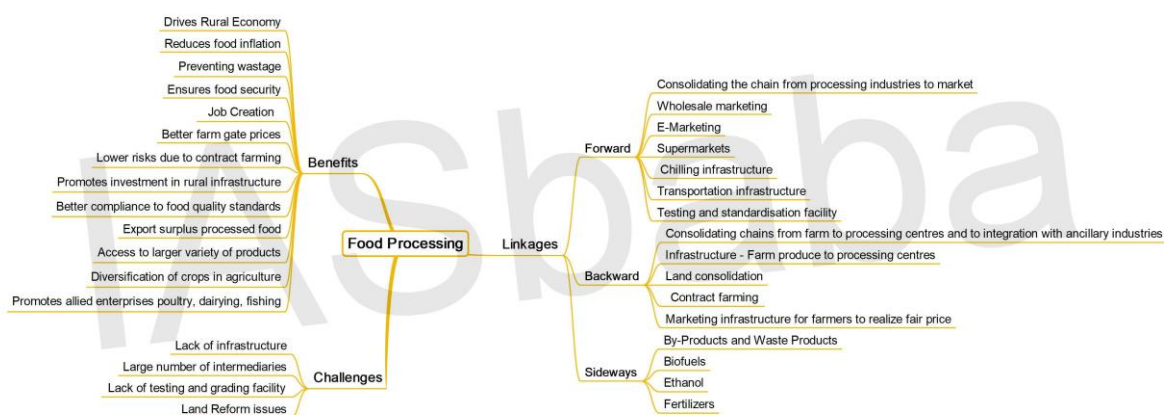 Food Processing
Benefits
Drives Rural Economy
Reduces food inflation
Preventing wastage
Ensures food security
Job Creation
Better farm gate prices
Lower risks due to contract farming
Promotes investment in rural infrastructure
Better compliance to food quality standards
Export surplus processed food
Access to larger variety of products
Diversification of crops in agriculture
Promotes allied enterprises poultry, dairying, fishing
Challenges
Lack of infrastructure
Large number of intermediaries
Lack of testing and grading facility
Land Reform issues
Linkages
Forward
Consolidating the chain from processing industries to market
Wholesale marketing
E-Marketing
Supermarkets
Chilling infrastructure
Transportation infrastructure
Testing and standardisation facility
Backward
Consolidating chains from farm to processing centres and to integration with ancillary industries
Infrastructure - Farm produce to processing centres
Land consolidation
Contract farming
Marketing infrastructure for farmers to realize fair price
Sideways
By-Products and Waste Products
Biofuels
Ethanol
Fertilizers
IASbaba